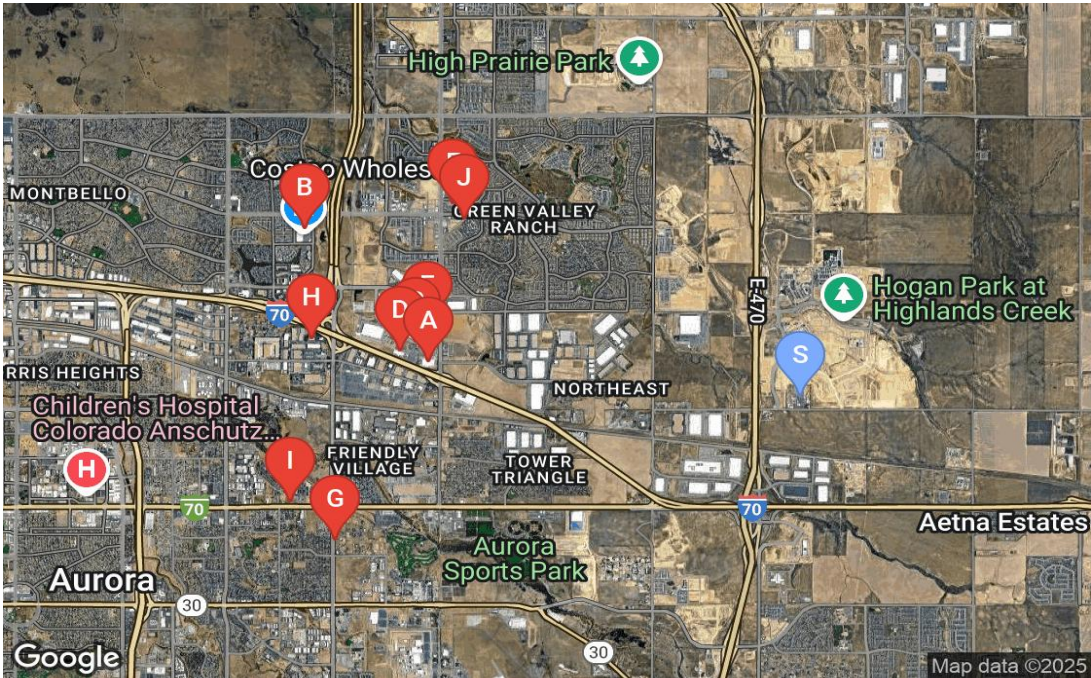 High Prairie Park
Costco Wholes
MONTBELLO
B
J
GREEN VALLEY
RANCH
E-470
Hogan Park at
Highlands Creek
H
70
D
A
S
RRIS HEIGHTS
NORTHEAST
Children's Hospital
Colorado Anschutz...
H
I
FRIENDLY
VILLAGE
TOWER
TRIANGLE
G
70
70
Aetna Estates
Aurora
Sports Park
Aurora
30
30
Google
Map data ©2025